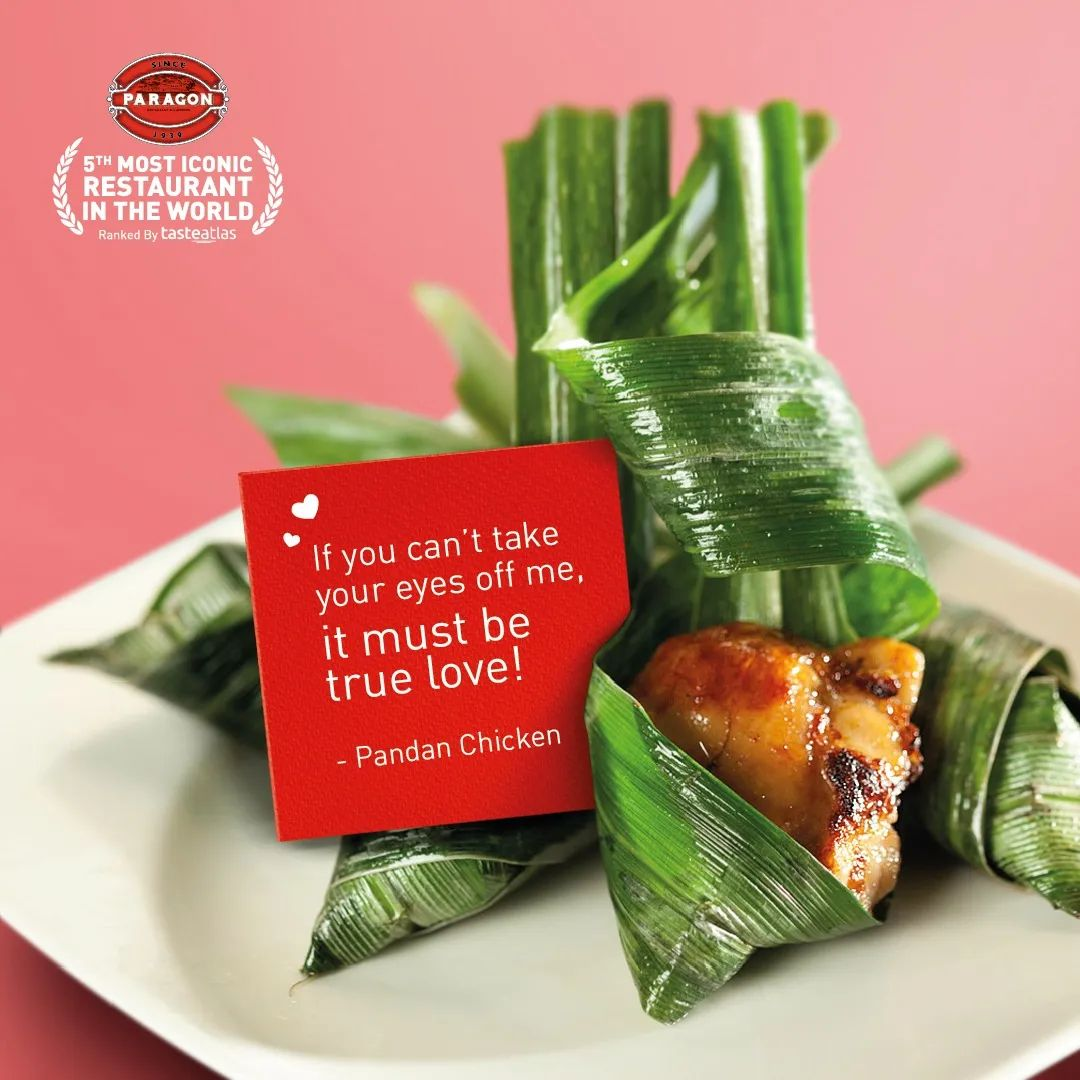 SINCE
PARAGON
1939
5TH MOST ICONIC
RESTAURANT
IN THE WORLD
Ranked By tasteatlas
If you can't take
your eyes off me,
it must be
true love!
- Pandan Chicken